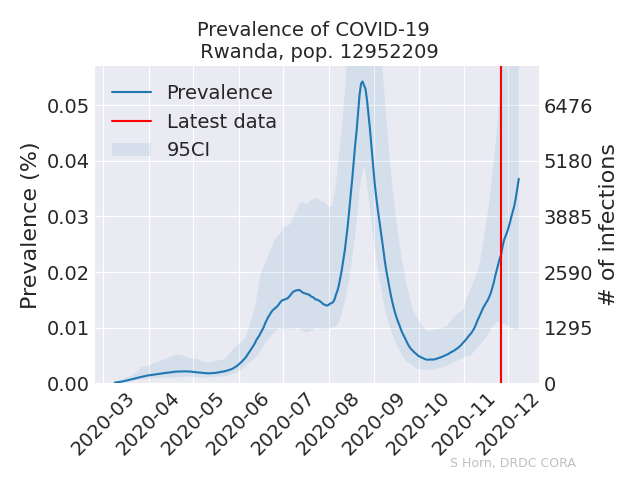 Prevalence of COVID-19
Rwanda, pop. 12952209
Prevalence
Latest data
95CI
Prevalence (%)
0.05
0.04
0.03
0.02
0.01
0.00
6476
5180
3885
2590
1295
0
# of infections
2020-03
2020-04
2020-05
2020-06
2020-07
2020-08
2020-09
2020-10
2020-11
2020-12
S Horn, DRDC CORA